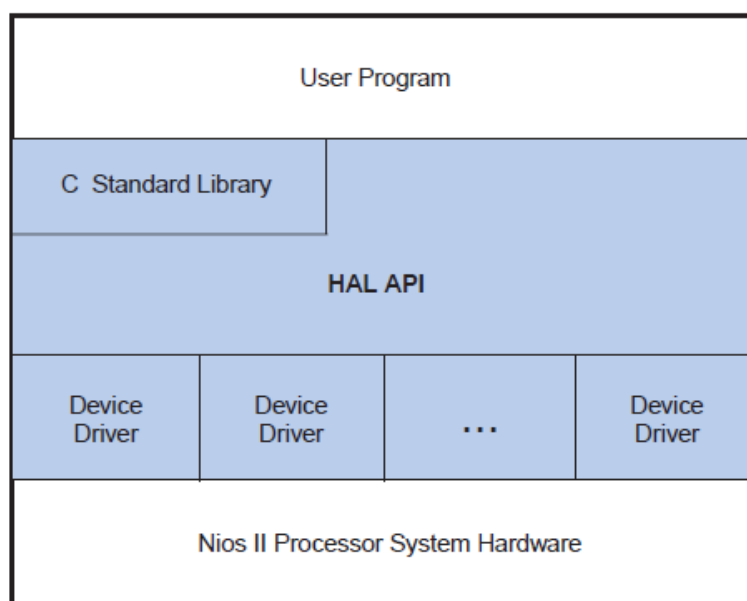 User Program
C Standard Library
HAL API
Device
Driver
Device
Driver
...
Device
Driver
Nios II Processor System Hardware